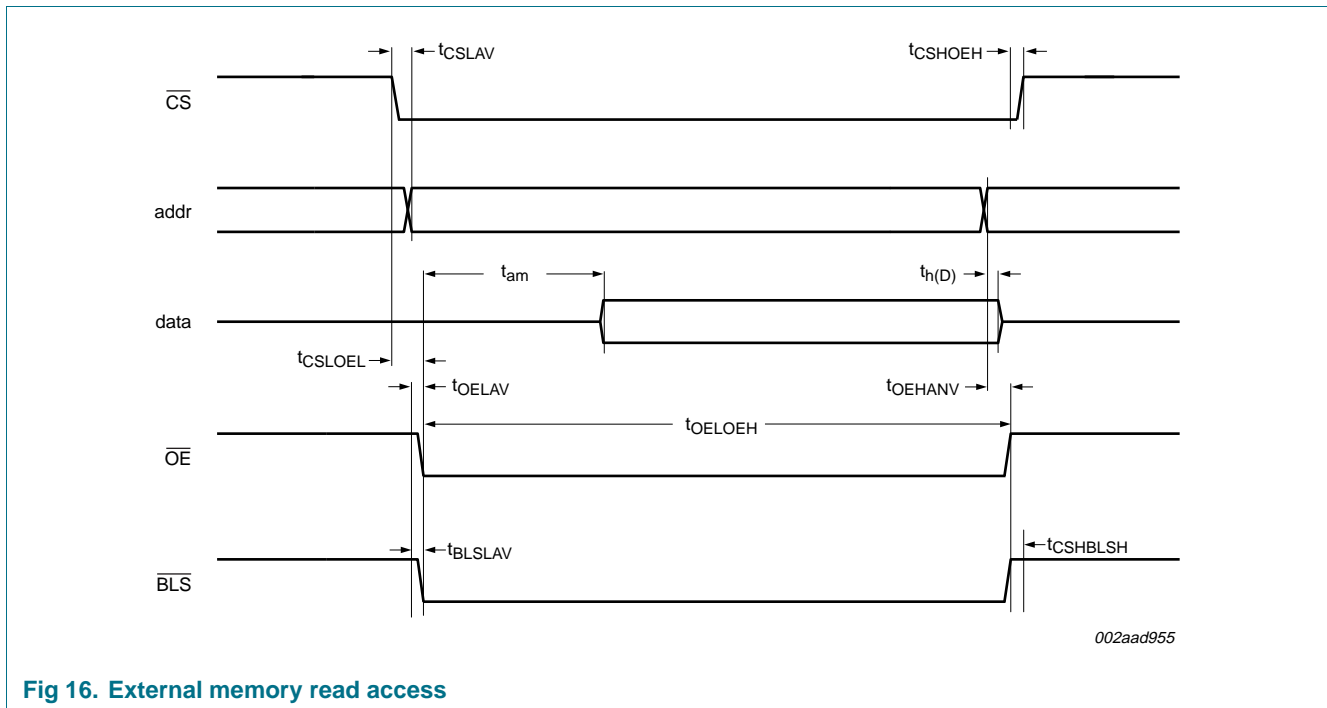 tCSLAV
tCSHOEH
CS
addr
tam
th(D)
data
tCSLOEL
tOELAV
tOEHANV
tOELOEH
OE
tBLSLAV
tCSHBLSH
BLS
002aad955
Fig 16. External memory read access